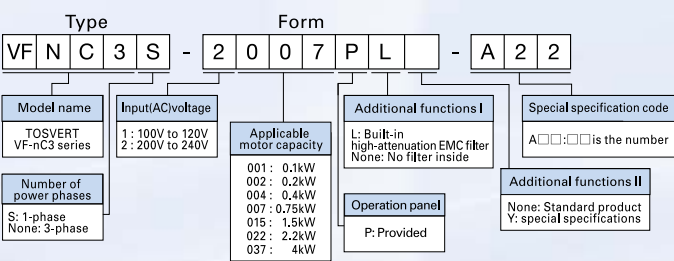 Type Form
VF N C 3 S - 2 0 0 7 P L - A 2 2
Model name
TOSVERT
VF-nC3 series
Number of
power phases
S: 1-phase
None: 3-phase
Input(AC)voltage
1 : 100V to 120V
2 : 200V to 240V
Applicable
motor capacity
001 : 0.1kW
002 : 0.2kW
004 : 0.4kW
007 : 0.75kW
015 : 1.5kW
022 : 2.2kW
037 : 4kW
Additional functions I
L: Built-in
high-attenuation EMC filter
None: No filter inside
Operation panel
P: Provided
Special specification code
A□□:□□ is the number
Additional functions II
None: Standard product
Y: special specifications